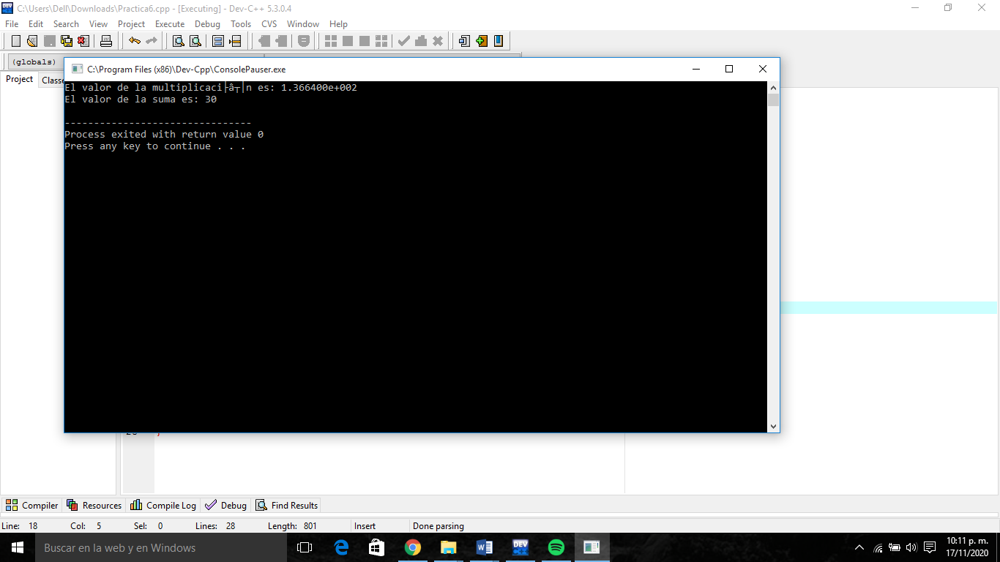 C:\Users\Dell\Downloads\Practica6.cpp - [Executing] - Dev-C++ 5.3.0.4
File Edit Search View Project Execute Debug Tools CVS Window Help
(globals)
Project Classe
C:\Program Files (x86)\Dev-Cpp\ConsolePauser.exe
El valor de la multiplicaci├â┬│n es: 1.366400e+002
El valor de la suma es: 30
--------------------------------
Process exited with return value 0
Press any key to continue . . .
Compiler Resources Compile Log Debug Find Results
Line: 18 Col: 5 Sel: 0 Lines: 28 Length: 801 Insert Done parsing
Buscar en la web y en Windows
10:11 p. m.
17/11/2020